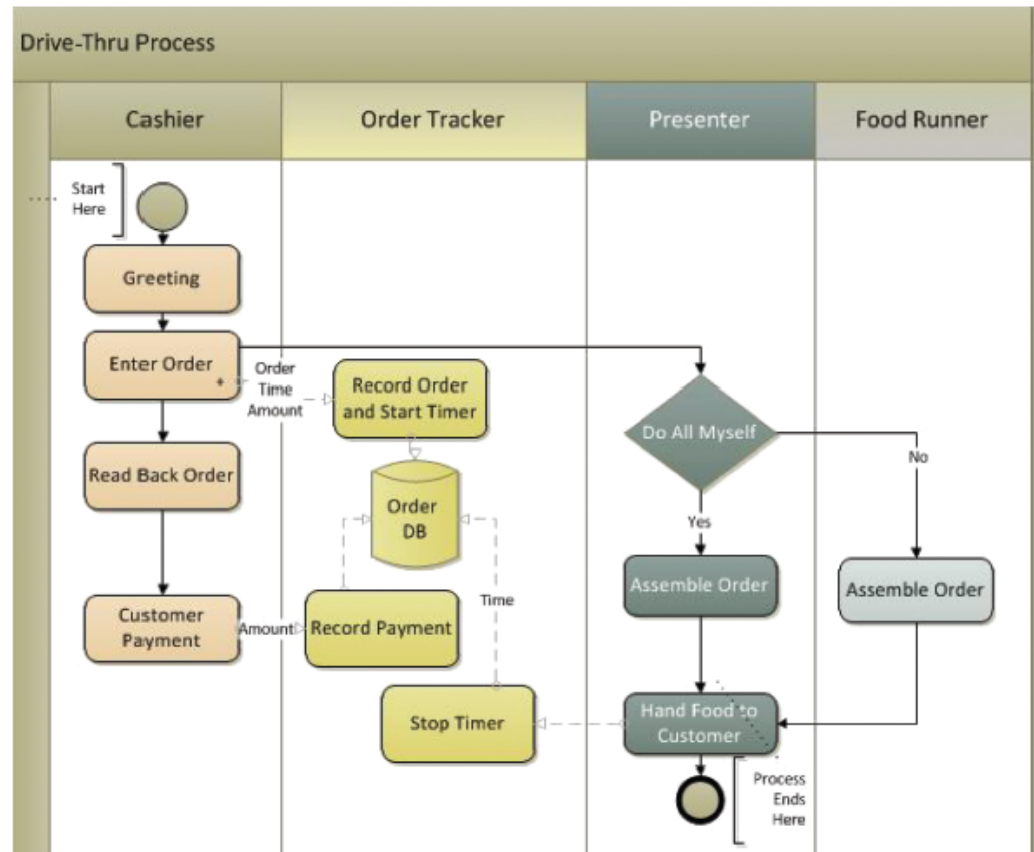 Drive-Thru Process
Cashier
Order Tracker
Presenter
Food Runner
Start
Here
Greeting
Enter Order
+
Order
Time
Amount
Record Order
and Start Timer
Do All Myself
No
Read Back Order
Order
DB
Yes
Assemble Order
Assemble Order
Customer
Payment
Amount
Record Payment
Time
Stop Timer
Hand Food to
Customer
Process
Ends
Here